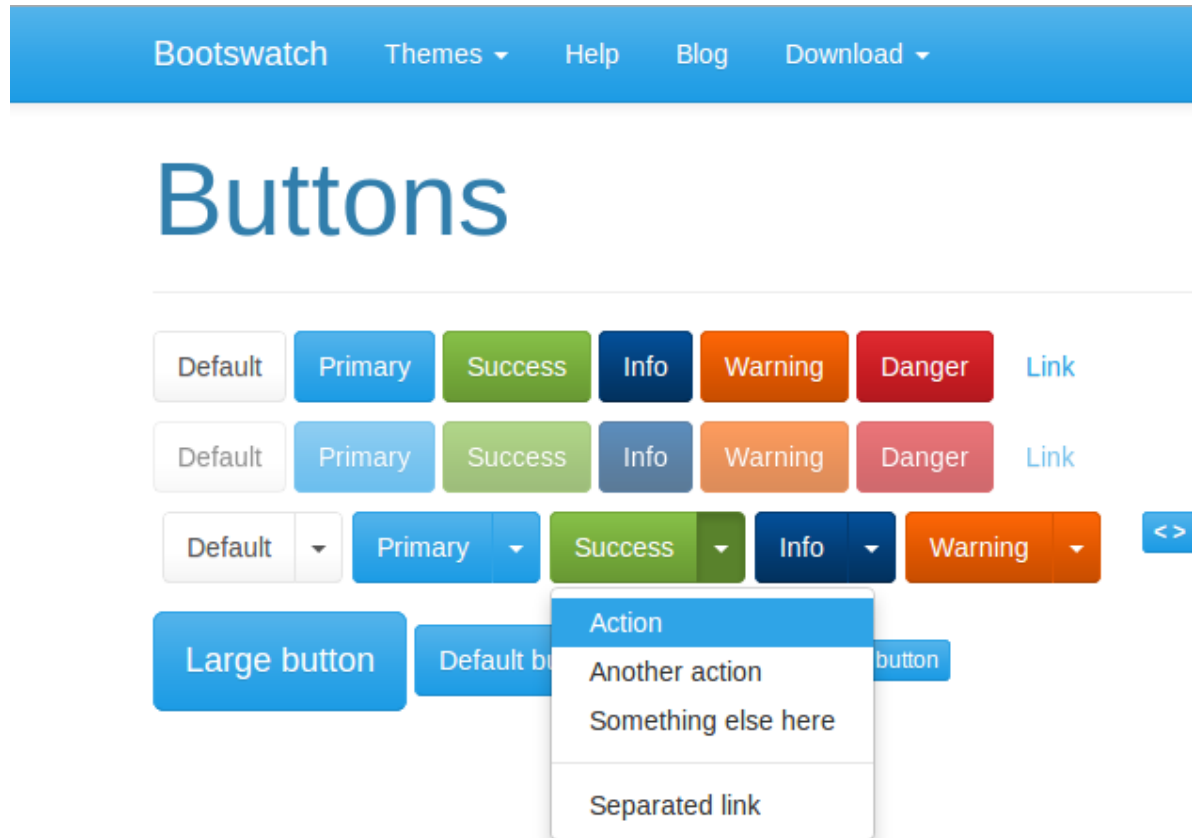 Bootswatch Themes Help Blog Download
Buttons
Default Primary Success Info Warning Danger Link
Default Primary Success Info Warning Danger Link
Default Primary Success Info Warning < >
Large button Default button
Action
Another action
Something else here
Separated link